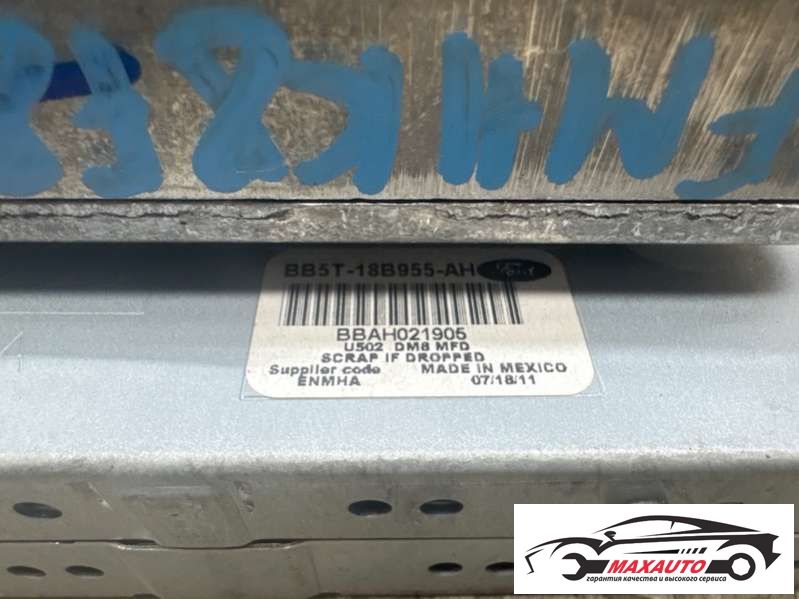 BB5T-18B955-AH Ford
BBAH021905
U502 DM8 MFD
SCRAP IF DROPPED
Supplier code MADE IN MEXICO
ENMHA 07/18/11
MAXAUTO
гарантия качества и высокого сервиса